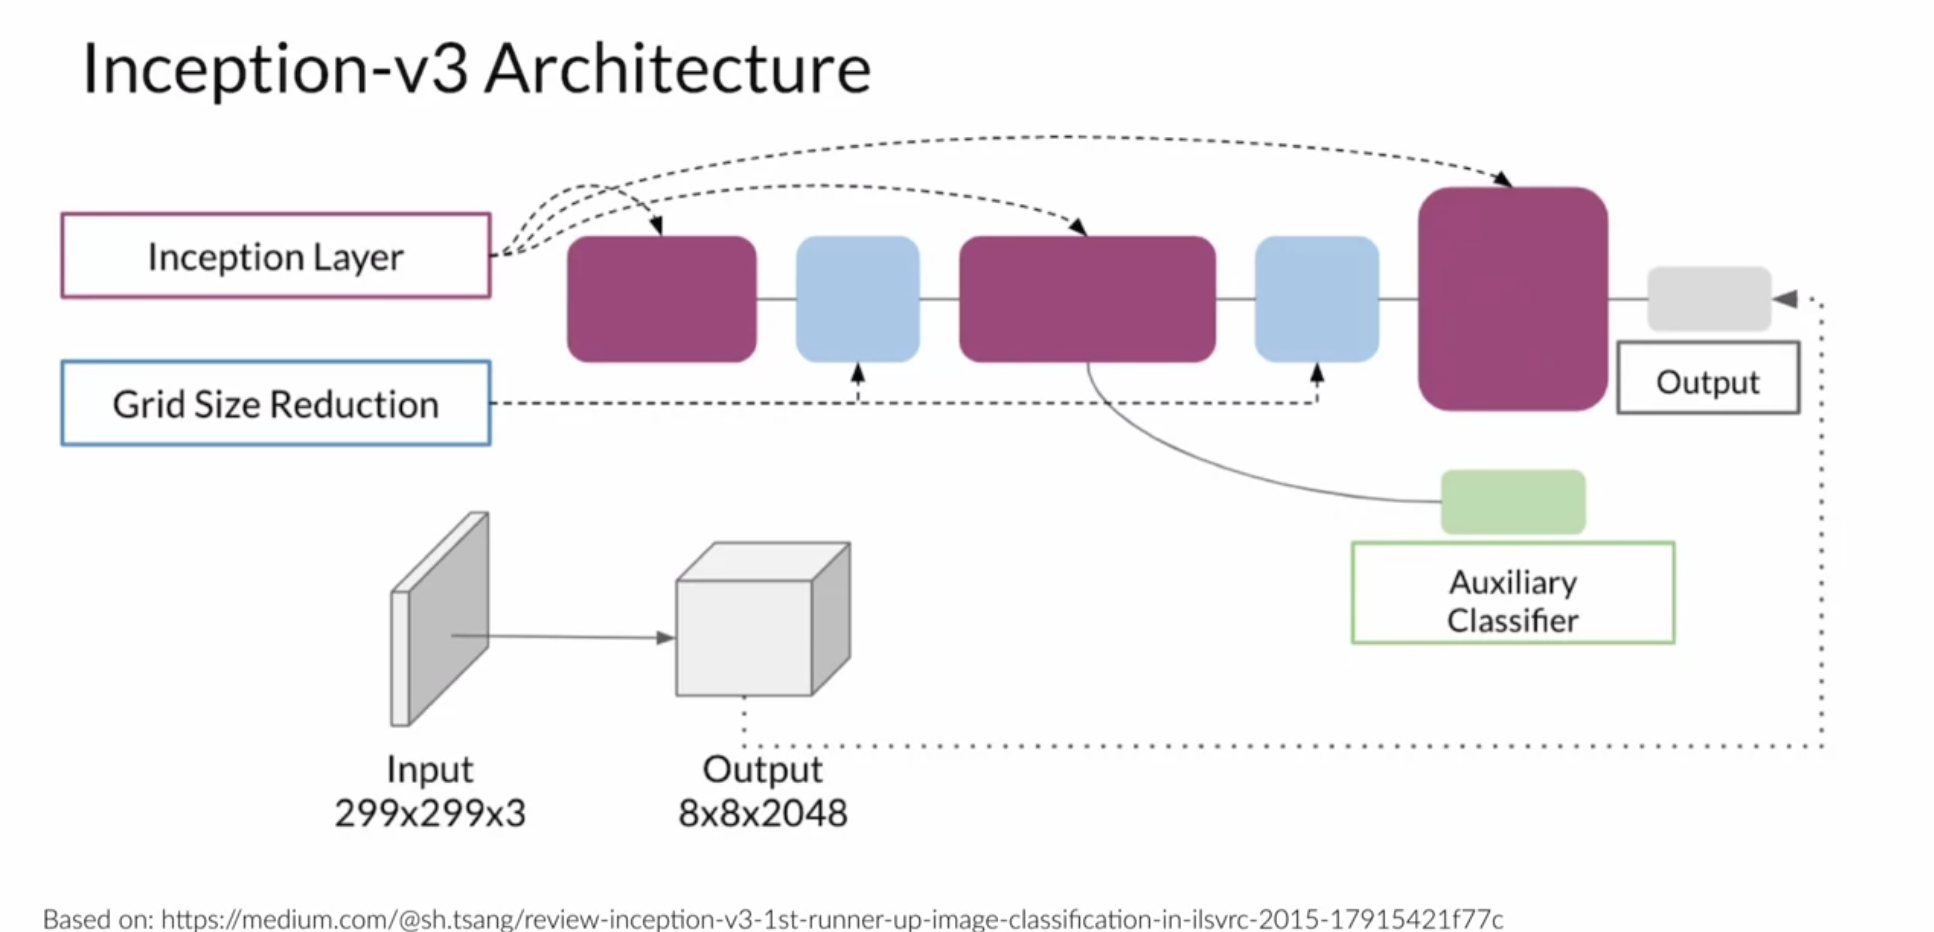 Inception-v3 Architecture
Inception Layer
Grid Size Reduction
Output
Auxiliary
Classifier
Input
299x299x3
Output
8x8x2048
Based on: https://medium.com/@sh.tsang/review-inception-v3-1st-runner-up-image-classification-in-ilsvrc-2015-17915421f77c